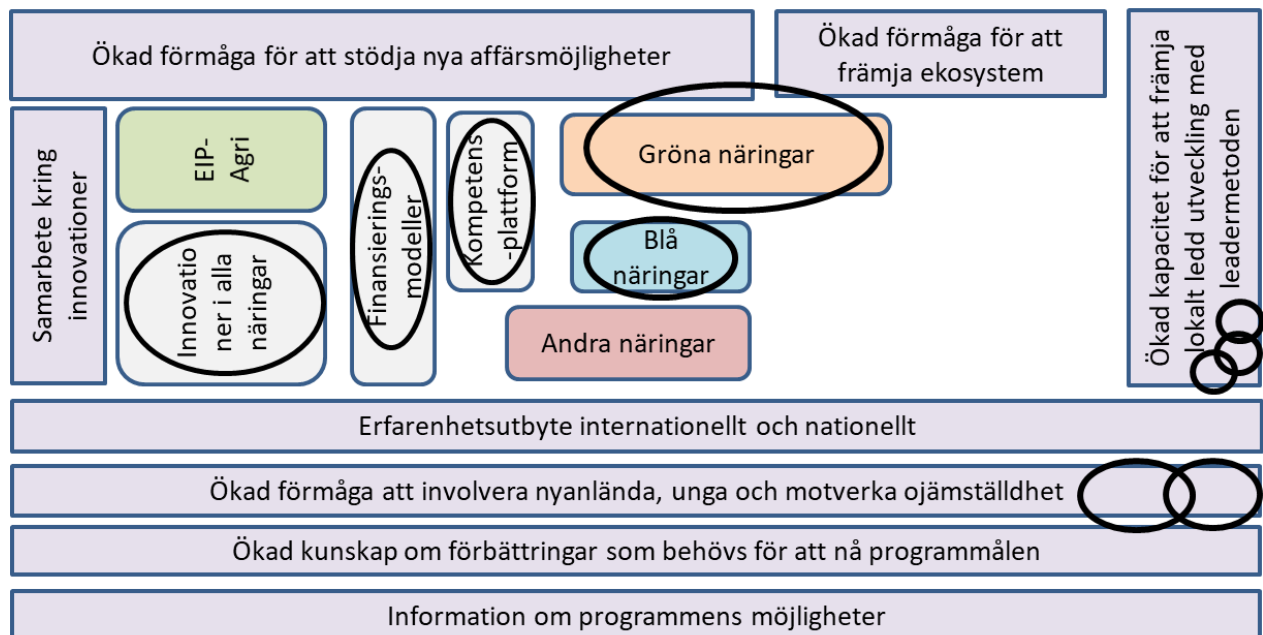 Ökad förmåga för att stödja nya affärsmöjligheter
Ökad förmåga för att
främja ekosystem
Ökad kapacitet för att främja
lokalt ledd utveckling med
leadermetoden
Samarbete kring
innovationer
EIP-
Agri
Innovatio
ner i alla
näringar
Finansierings-
modeller
Kompetens
-plattform
Gröna näringar
Blå
näringar
Andra näringar
Erfarenhetsutbyte internationellt och nationellt
Ökad förmåga att involvera nyanlända, unga och motverka ojämställdhet
Ökad kunskap om förbättringar som behövs för att nå programmålen
Information om programmens möjligheter